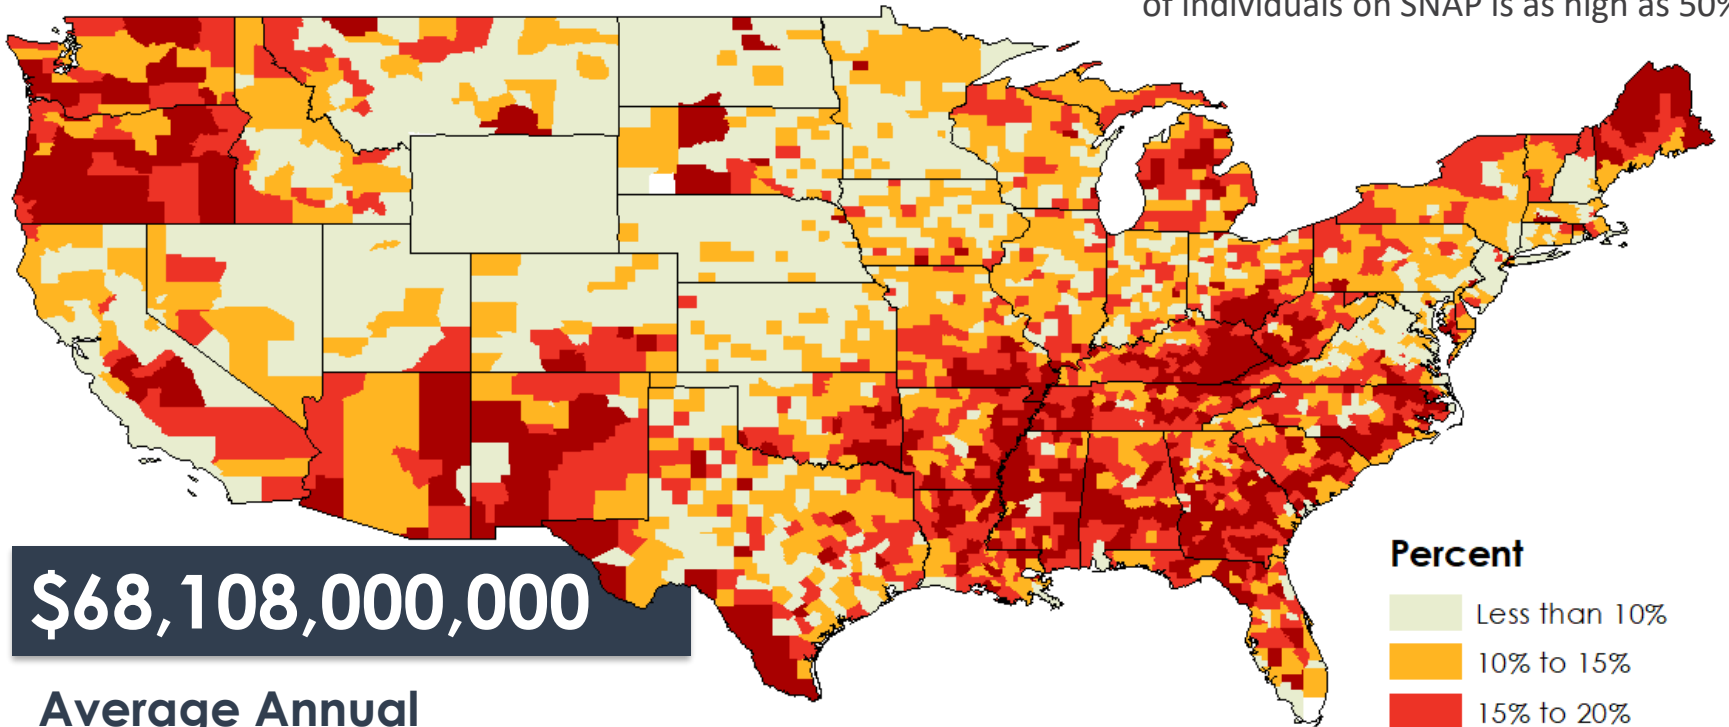 of individuals on SNAP is as high as 50%
$68,108,000,000
Average Annual
Percent
Less than 10%
10% to 15%
15% to 20%